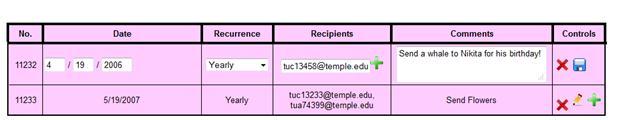 No. Date Recurrence Recipients Comments Controls
11232 4 / 19 / 2006 Yearly tuc13458@temple.edu Send a whale to Nikita for his birthday!
11233 5/19/2007 Yearly tuc13233@temple.edu, tua74399@temple.edu Send Flowers